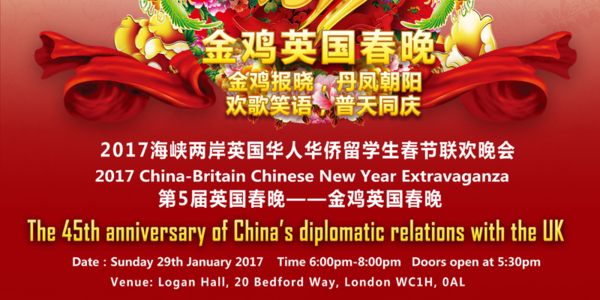 金鸡英国春晚
金鸡报晓，丹凤朝阳
欢歌笑语，普天同庆
2017海峡两岸英国华人华侨留学生春节联欢晚会
2017 China-Britain Chinese New Year Extravaganza
第5届英国春晚——金鸡英国春晚
The 45th anniversary of China’s diplomatic relations with the UK
Date：Sunday 29th January 2017 Time 6:00pm-8:00pm Doors open at 5:30pm
Venue: Logan Hall, 20 Bedford Way, London WC1H, 0AL